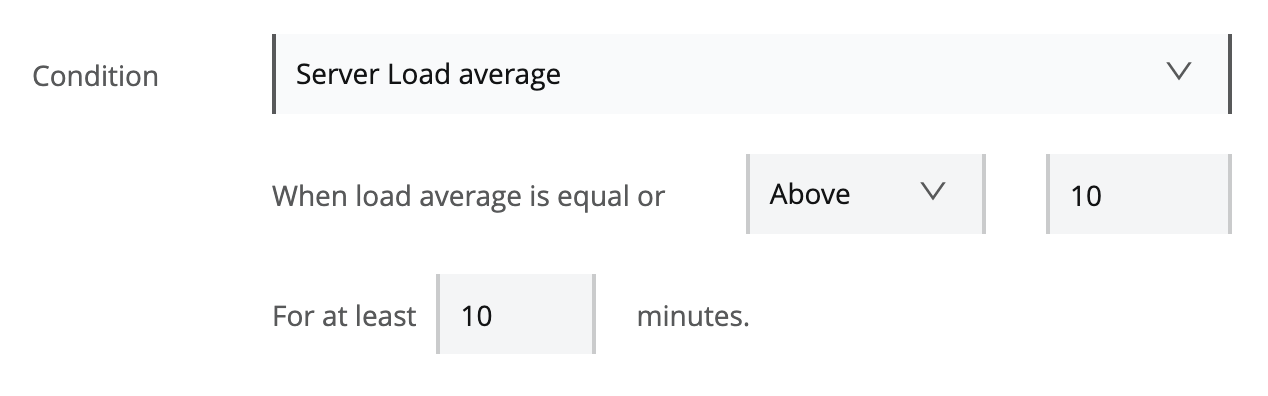 Condition Server Load average
When load average is equal or Above 10
For at least 10 minutes.